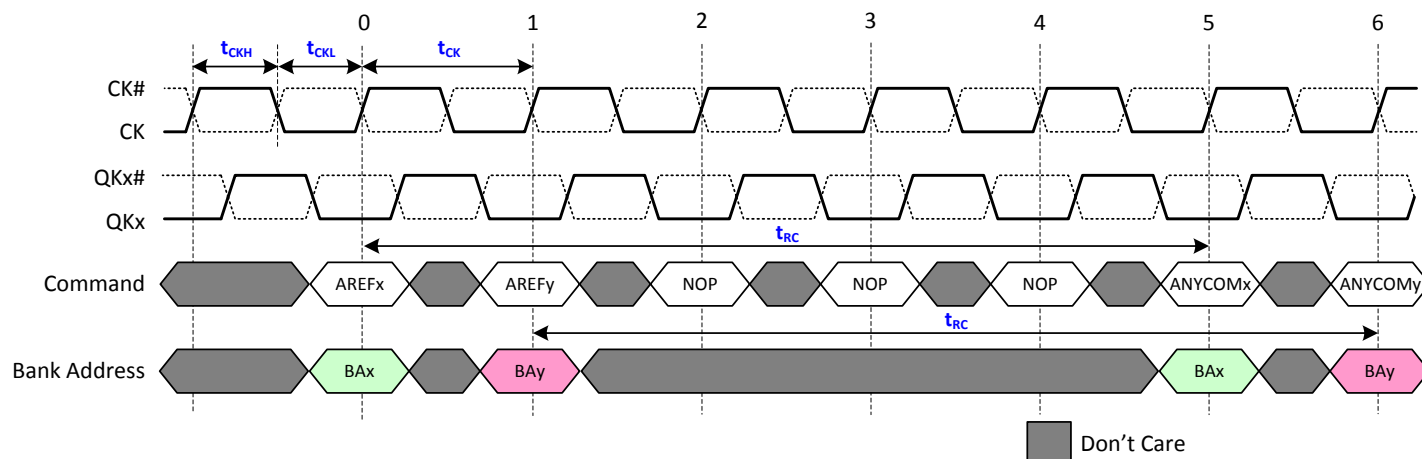 0 1 2 3 4 5 6
tCKH tCKL tCK
CK#
CK
QKx#
QKx
tRC
Command AREFx AREFy NOP NOP NOP ANYCOMx ANYCOMy
tRC
Bank Address BAx BAy BAx BAy
Don't Care